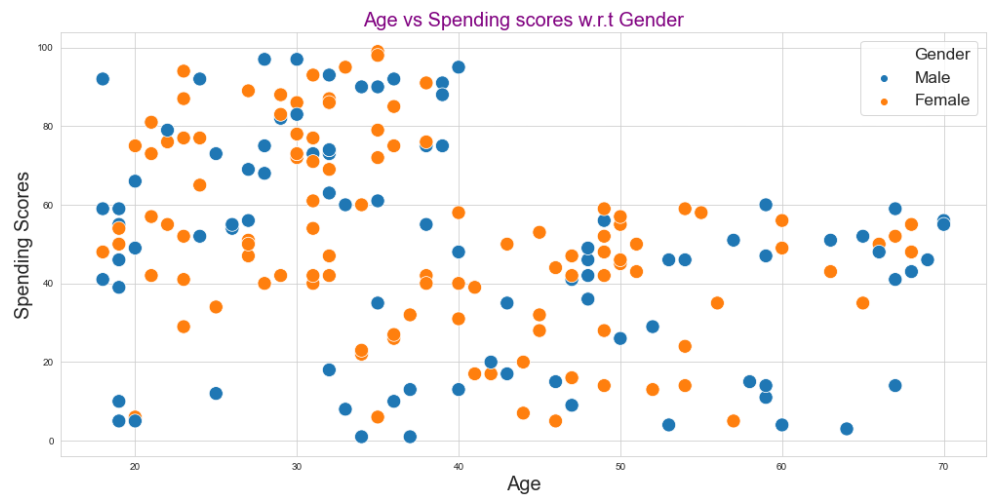 Age vs Spending scores w.r.t Gender
Gender
Male
Female
Spending Scores
100
80
60
40
20
0
20
30
40
50
60
70
Age